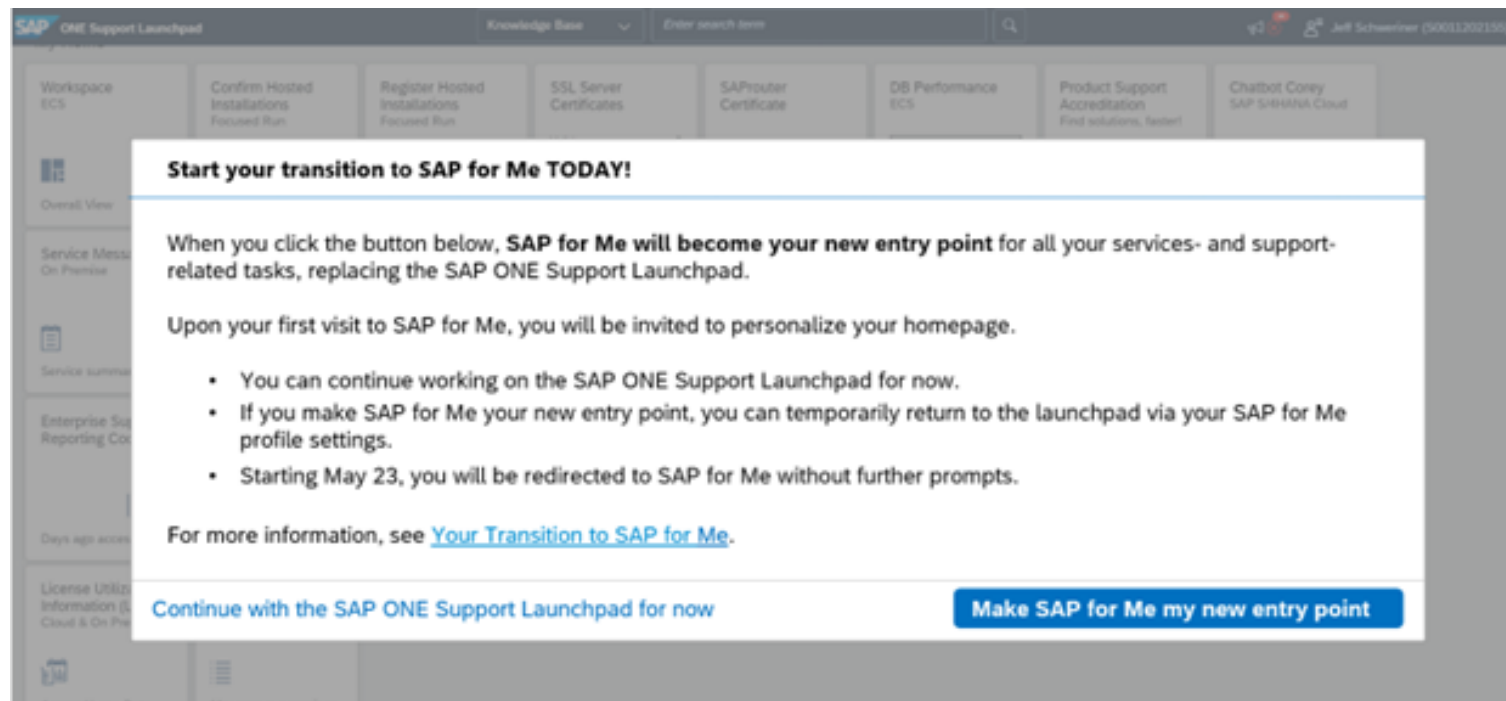 SAP ONE Support Launchpad
Knowledge Base
Enter search term
Jeff Schweriner
My Home
Workspace
ECS
Confirm Hosted
Installations
Focused Run
Register Hosted
Installations
Focused Run
SSL Server
Certificates
SAProuter
Certificate
DB Performance
ECS
Product Support
Accreditation
Find solutions, faster!
Chatbot Corey
SAP S/4HANA Cloud
Overall View
Service Mess
On Premise
Service summa
Enterprise Su
Reporting Coc
Days ago acces
License Utiliz
Information (L
Cloud & On Pre
Start your transition to SAP for Me TODAY!
When you click the button below, SAP for Me will become your new entry point for all your services- and support-
related tasks, replacing the SAP ONE Support Launchpad.
Upon your first visit to SAP for Me, you will be invited to personalize your homepage.
• You can continue working on the SAP ONE Support Launchpad for now.
• If you make SAP for Me your new entry point, you can temporarily return to the launchpad via your SAP for Me
profile settings.
• Starting May 23, you will be redirected to SAP for Me without further prompts.
For more information, see Your Transition to SAP for Me.
Continue with the SAP ONE Support Launchpad for now
Make SAP for Me my new entry point